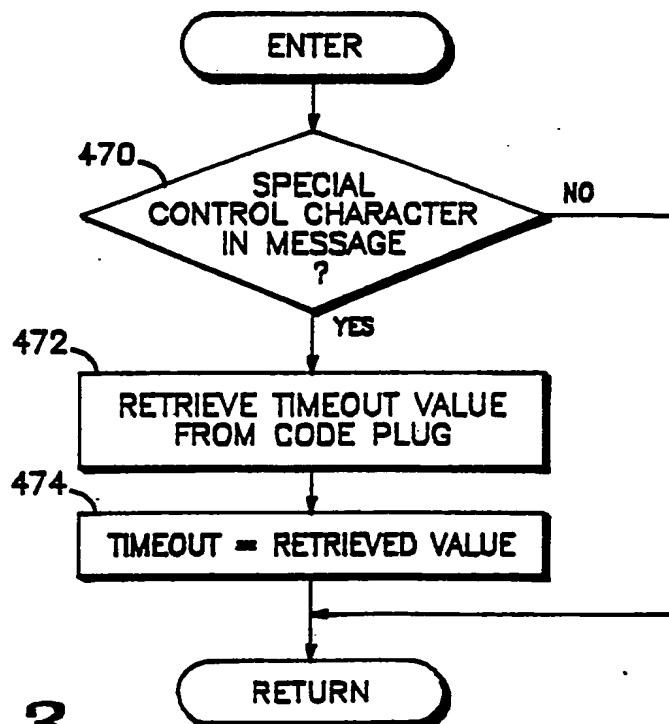 ENTER
470
SPECIAL
CONTROL CHARACTER
IN MESSAGE
?
NO
YES
472
RETRIEVE TIMEOUT VALUE
FROM CODE PLUG
474
TIMEOUT = RETRIEVED VALUE
RETURN